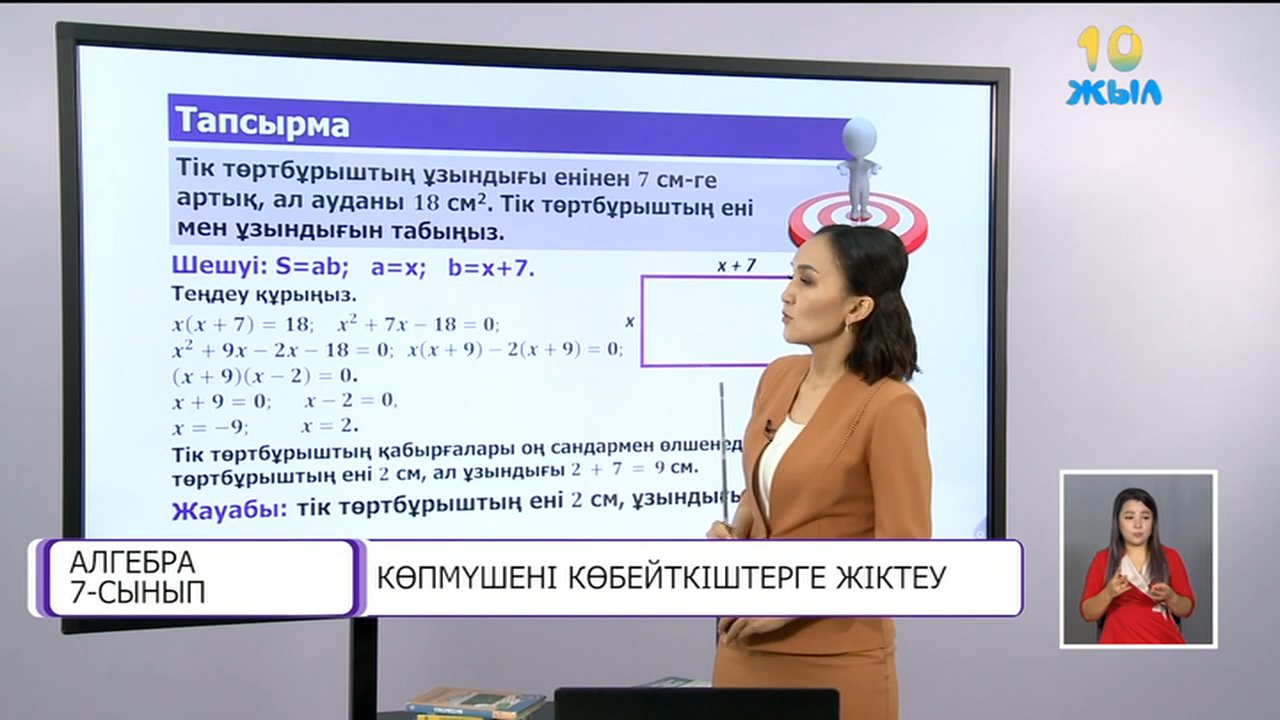 10
ЖЫЛ
Тапсырма
Тік төртбұрыштың ұзындығы енінен 7 см-ге
артық, ал ауданы 18 см². Тік төртбұрыштың ені
мен ұзындығын табыңыз.
Шешуі: S=ab; a=x; b=x+7.
x + 7
Теңдеу құрыңыз.
x(x + 7) = 18; x² + 7x − 18 = 0;
x
x² + 9x − 2x − 18 = 0; x(x + 9) − 2(x + 9) = 0;
(x + 9)(x − 2) = 0.
x + 9 = 0; x − 2 = 0,
x = −9; x = 2.
Тік төртбұрыштың қабырғалары оң сандармен
төртбұрыштың ені 2 см, ал ұзындығы 2 + 7 = 9 см.
Жауабы: тік төртбұрыштың ені 2 см,
АЛГЕБРА
7-СЫНЫП
КӨПМҮШЕНІ КӨБЕЙТКІШТЕРГЕ ЖІКТЕУ